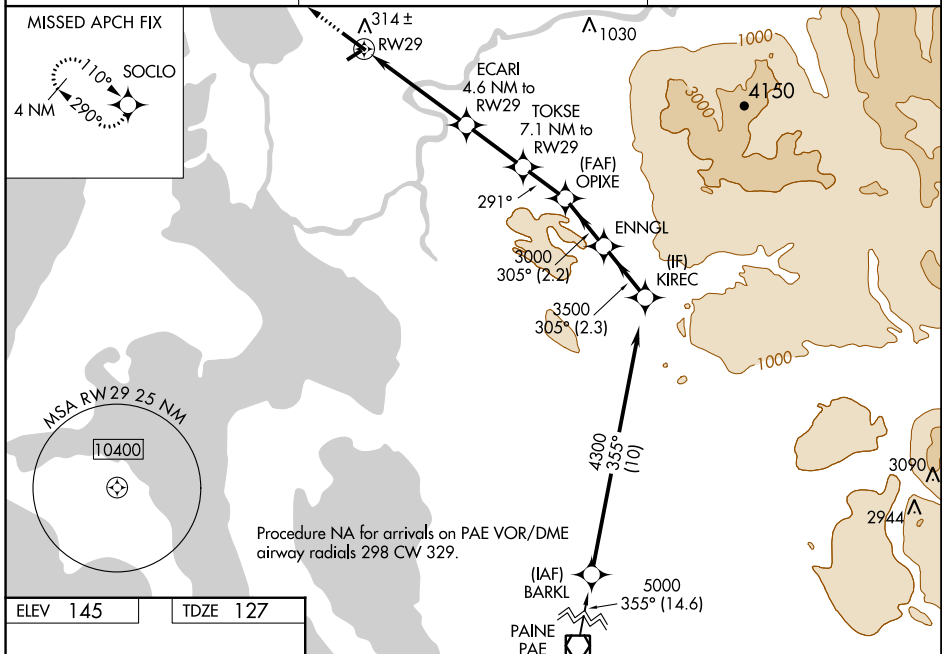 MISSED APCH FIX
110°
SOCLO
4 NM
290°
314 ±
RW29
1030
1000
3000
4150
ECARI
4.6 NM to
RW29
TOKSE
7.1 NM to
RW29
(FAF)
OPIXE
291°
ENNGL
3000
305° (2.2)
(IF)
KIREC
3500
305° (2.3)
1000
MSA RW29 25 NM
10400
4300
355°
(10)
3090
2944
Procedure NA for arrivals on PAE VOR/DME
airway radials 298 CW 329.
(IAF)
BARKL
5000
355° (14.6)
PAINE
PAE
ELEV 145
TDZE 127